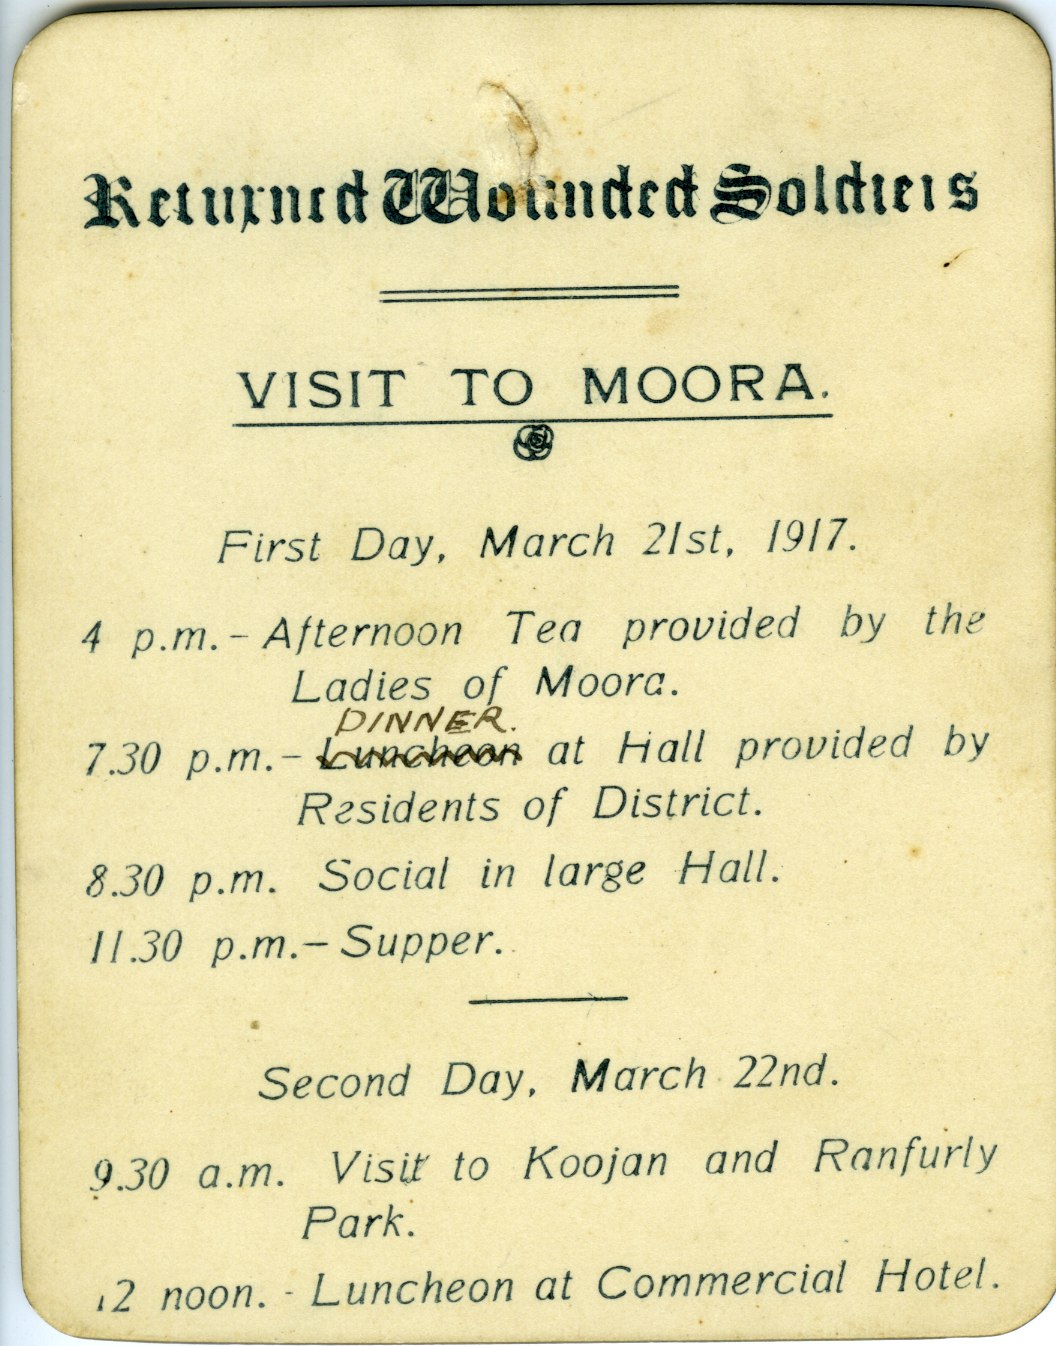 Returned Wounded Soldiers
VISIT TO MOORA.
First Day, March 21st, 1917.
4 p.m. - Afternoon Tea provided by the
Ladies of Moora.
DINNER.
7.30 p.m. - Luncheon at Hall provided by
Residents of District.
8.30 p.m. Social in large Hall.
11.30 p.m. - Supper.
Second Day, March 22nd.
9.30 a.m. Visit to Koojan and Ranfurly
Park.
12 noon. - Luncheon at Commercial Hotel.